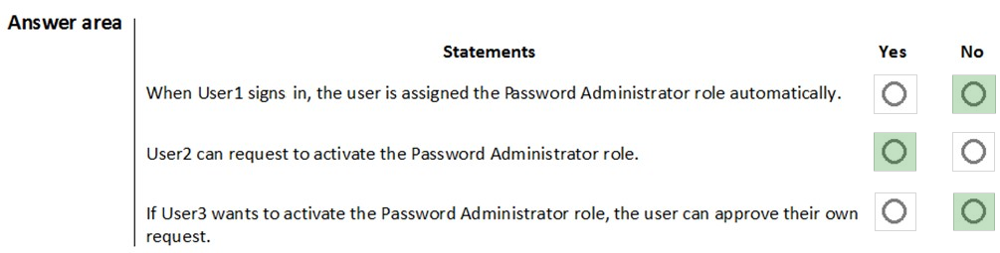 Answer area
Statements Yes No
When User1 signs in, the user is assigned the Password Administrator role automatically.
User2 can request to activate the Password Administrator role.
If User3 wants to activate the Password Administrator role, the user can approve their own
request.